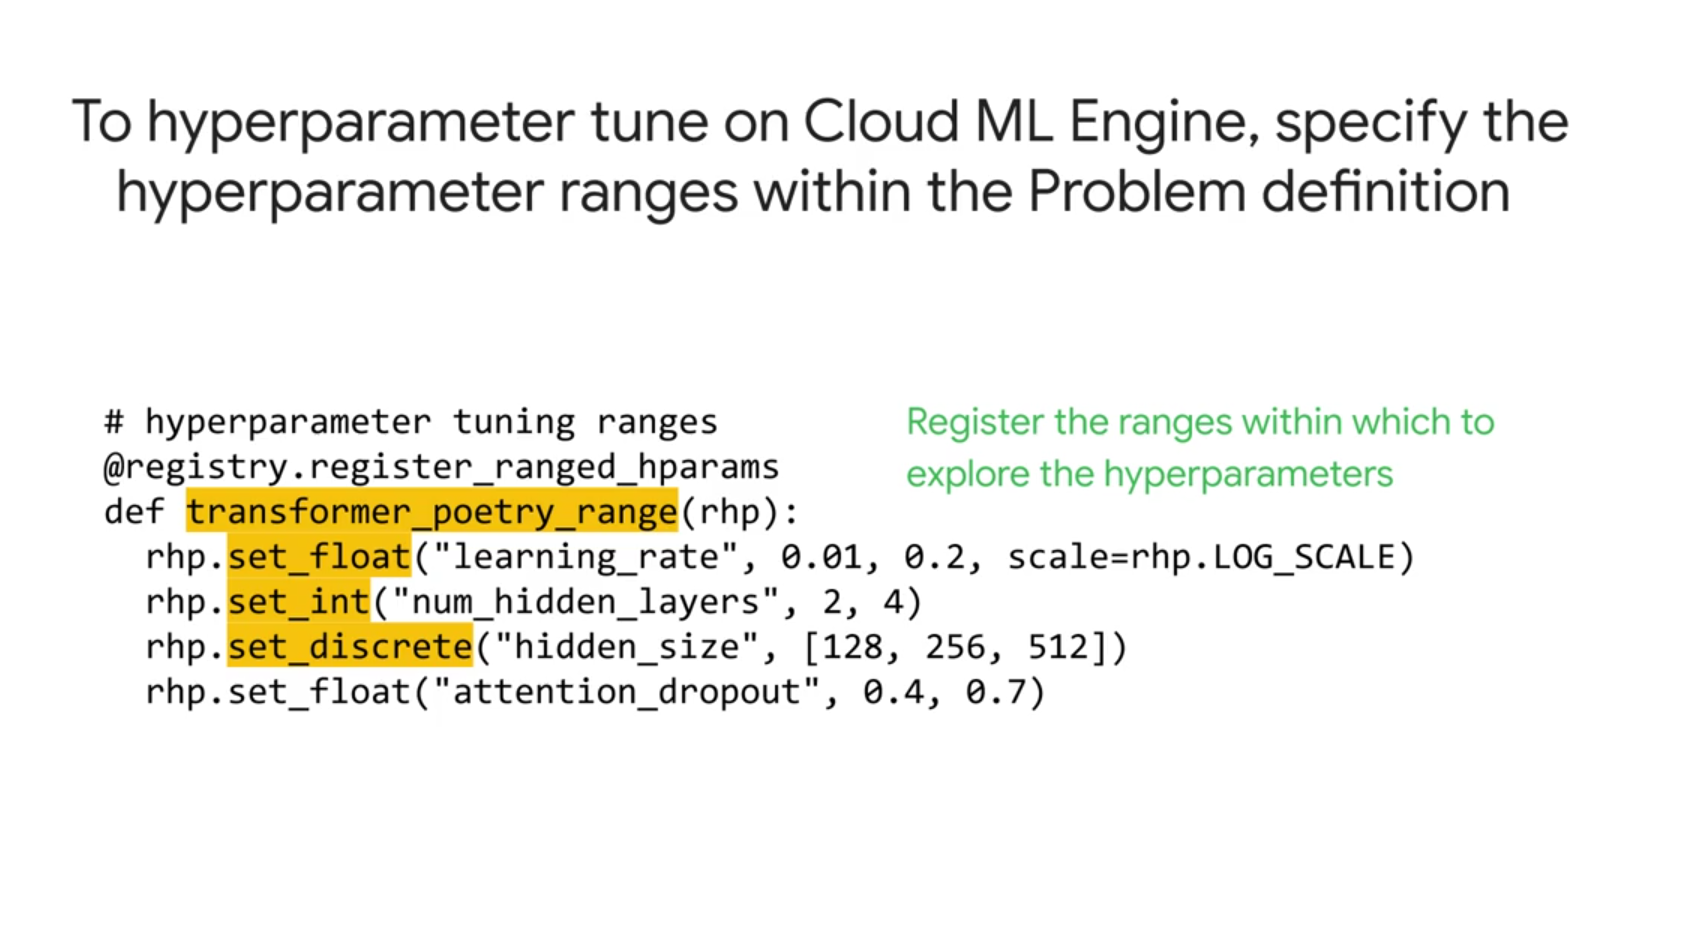 To hyperparameter tune on Cloud ML Engine, specify the
hyperparameter ranges within the Problem definition
# hyperparameter tuning ranges
@registry.register_ranged_hparams
def transformer_poetry_range(rhp):
  rhp.set_float("learning_rate", 0.01, 0.2, scale=rhp.LOG_SCALE)
  rhp.set_int("num_hidden_layers", 2, 4)
  rhp.set_discrete("hidden_size", [128, 256, 512])
  rhp.set_float("attention_dropout", 0.4, 0.7)
Register the ranges within which to
explore the hyperparameters